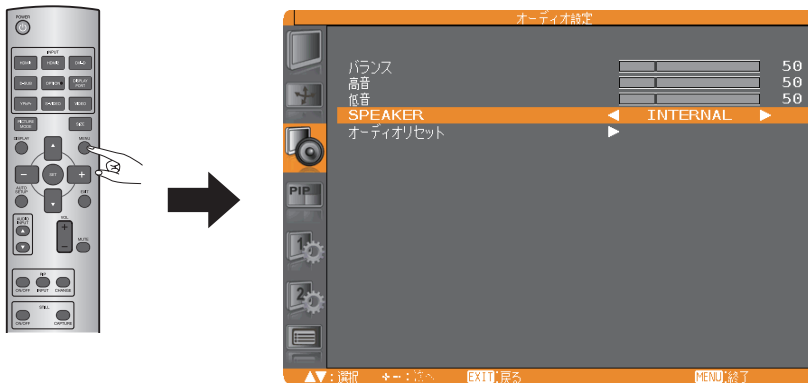 POWER
INPUT
HDMI1 HDMI2 DVI-D
D-SUB OPTION DISPLAY PORT
YPbPr S-VIDEO VIDEO
PICTURE MODE SIZE
DISPLAY MENU
SET
AUTO SETUP EXIT
AUDIO INPUT VOL
MUTE
PIP
ON/OFF INPUT CHANGE
STILL
ON/OFF CAPTURE
オーディオ設定
バランス 50
高音 50
低音 50
SPEAKER INTERNAL
オーディオリセット
PIP
1
2
▲▼:選択 +-:次へ EXIT:戻る MENU:終了